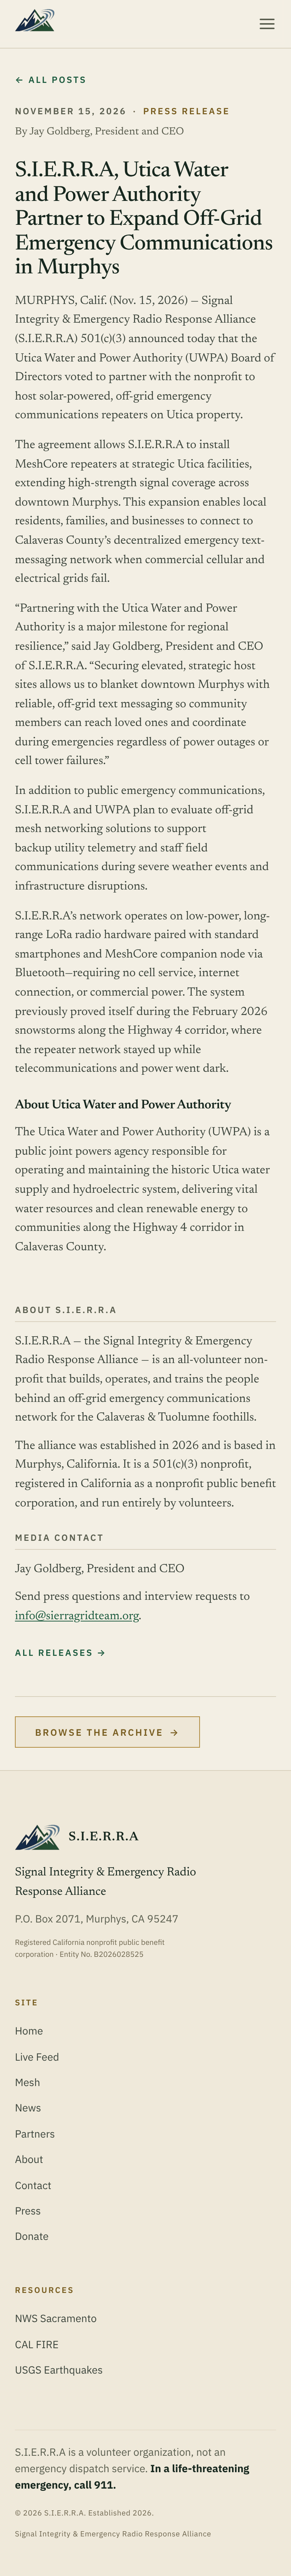 ← ALL POSTS
NOVEMBER 15, 2026 · PRESS RELEASE
By Jay Goldberg, President and CEO
S.I.E.R.R.A, Utica Water
and Power Authority
Partner to Expand Off-Grid
Emergency Communications
in Murphys
MURPHYS, Calif. (Nov. 15, 2026) — Signal
Integrity & Emergency Radio Response Alliance
(S.I.E.R.R.A) 501(c)(3) announced today that the
Utica Water and Power Authority (UWPA) Board of
Directors voted to partner with the nonprofit to
host solar-powered, off-grid emergency
communications repeaters on Utica property.
The agreement allows S.I.E.R.R.A to install
MeshCore repeaters at strategic Utica facilities,
extending high-strength signal coverage across
downtown Murphys. This expansion enables local
residents, families, and businesses to connect to
Calaveras County’s decentralized emergency text-
messaging network when commercial cellular and
electrical grids fail.
“Partnering with the Utica Water and Power
Authority is a major milestone for regional
resilience,” said Jay Goldberg, President and CEO
of S.I.E.R.R.A. “Securing elevated, strategic host
sites allows us to blanket downtown Murphys with
reliable, off-grid text messaging so community
members can reach loved ones and coordinate
during emergencies regardless of power outages or
cell tower failures.”
In addition to public emergency communications,
S.I.E.R.R.A and UWPA plan to evaluate off-grid
mesh networking solutions to support
backup utility telemetry and staff field
communications during severe weather events and
infrastructure disruptions.
S.I.E.R.R.A’s network operates on low-power, long-
range LoRa radio hardware paired with standard
smartphones and MeshCore companion node via
Bluetooth—requiring no cell service, internet
connection, or commercial power. The system
previously proved itself during the February 2026
snowstorms along the Highway 4 corridor, where
the repeater network stayed up while
telecommunications and power went dark.
About Utica Water and Power Authority
The Utica Water and Power Authority (UWPA) is a
public joint powers agency responsible for
operating and maintaining the historic Utica water
supply and hydroelectric system, delivering vital
water resources and clean renewable energy to
communities along the Highway 4 corridor in
Calaveras County.
ABOUT S.I.E.R.R.A
S.I.E.R.R.A — the Signal Integrity & Emergency
Radio Response Alliance — is an all-volunteer non-
profit that builds, operates, and trains the people
behind an off-grid emergency communications
network for the Calaveras & Tuolumne foothills.
The alliance was established in 2026 and is based in
Murphys, California. It is a 501(c)(3) nonprofit,
registered in California as a nonprofit public benefit
corporation, and run entirely by volunteers.
MEDIA CONTACT
Jay Goldberg, President and CEO
Send press questions and interview requests to
info@sierragridteam.org.
ALL RELEASES →
BROWSE THE ARCHIVE →
S.I.E.R.R.A
Signal Integrity & Emergency Radio
Response Alliance
P.O. Box 2071, Murphys, CA 95247
Registered California nonprofit public benefit
corporation · Entity No. B2026028525
SITE
Home
Live Feed
Mesh
News
Partners
About
Contact
Press
Donate
RESOURCES
NWS Sacramento
CAL FIRE
USGS Earthquakes
S.I.E.R.R.A is a volunteer organization, not an
emergency dispatch service. In a life-threatening
emergency, call 911.
© 2026 S.I.E.R.R.A. Established 2026.
Signal Integrity & Emergency Radio Response Alliance